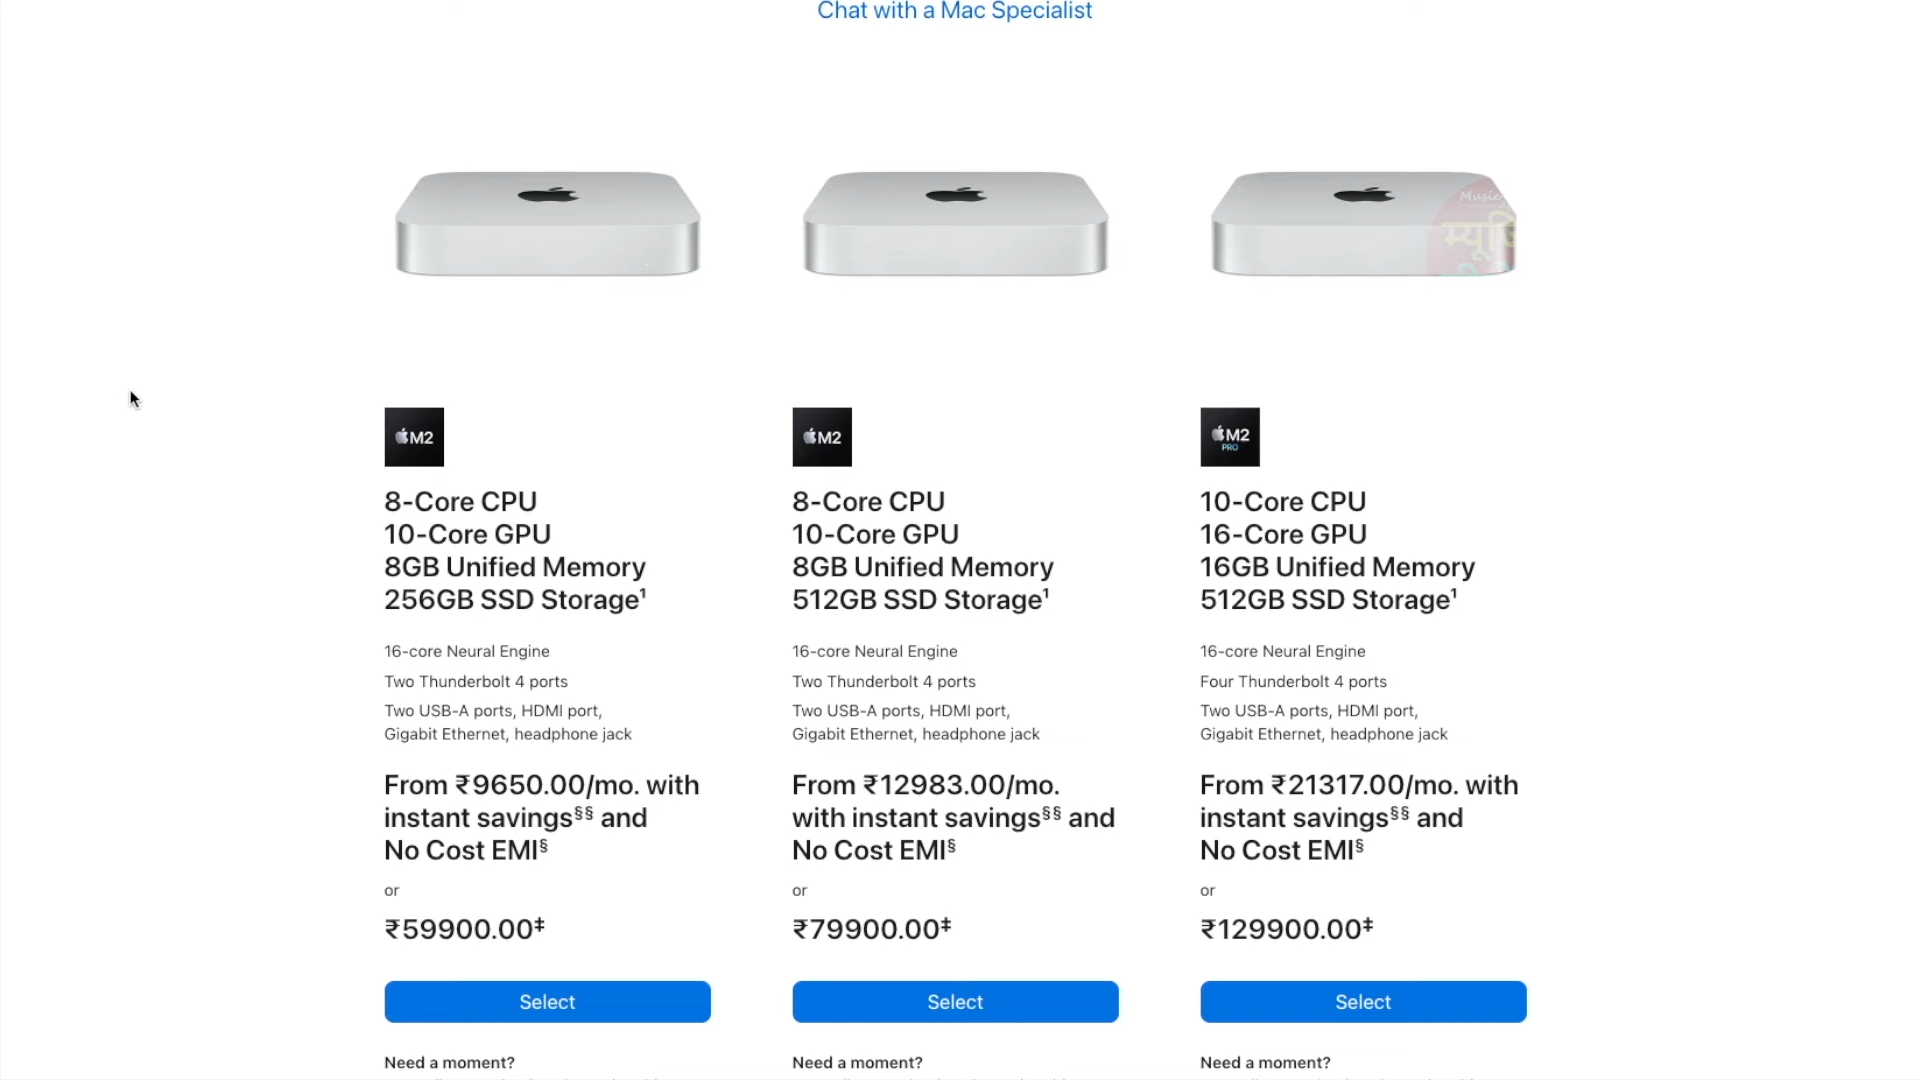 Chat with a Mac Specialist
Music
M2
M2
M2
PRO
8-Core CPU
10-Core GPU
8GB Unified Memory
256GB SSD Storage¹
16-core Neural Engine
Two Thunderbolt 4 ports
Two USB-A ports, HDMI port,
Gigabit Ethernet, headphone jack
From ₹9650.00/mo. with
instant savings§§ and
No Cost EMI§
or
₹59900.00‡
Select
Need a moment?
8-Core CPU
10-Core GPU
8GB Unified Memory
512GB SSD Storage¹
16-core Neural Engine
Two Thunderbolt 4 ports
Two USB-A ports, HDMI port,
Gigabit Ethernet, headphone jack
From ₹12983.00/mo.
with instant savings§§ and
No Cost EMI§
or
₹79900.00‡
Select
Need a moment?
10-Core CPU
16-Core GPU
16GB Unified Memory
512GB SSD Storage¹
16-core Neural Engine
Four Thunderbolt 4 ports
Two USB-A ports, HDMI port,
Gigabit Ethernet, headphone jack
From ₹21317.00/mo. with
instant savings§§ and
No Cost EMI§
or
₹129900.00‡
Select
Need a moment?